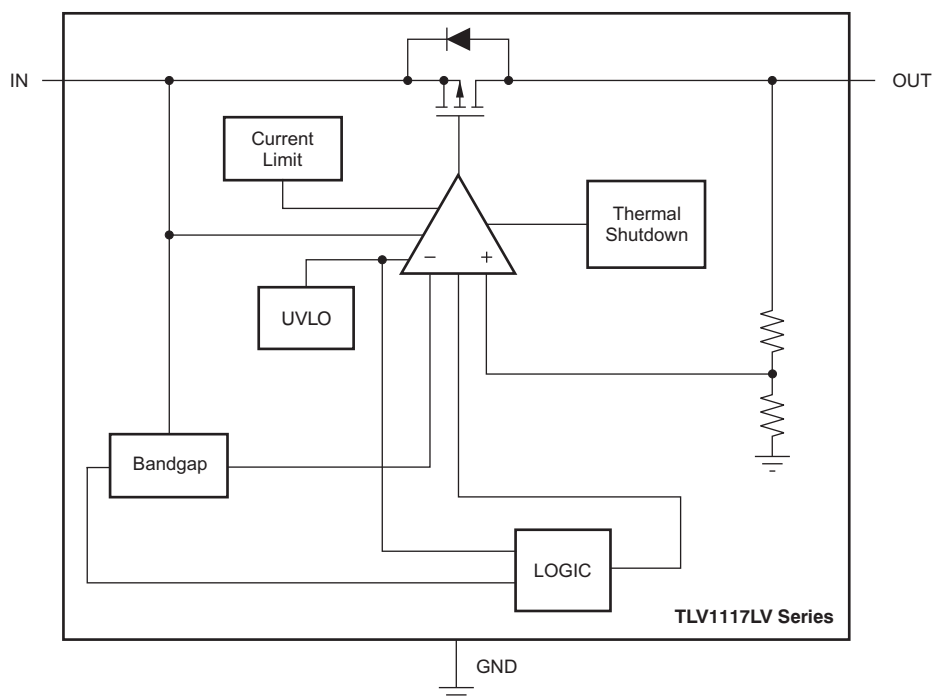 IN
OUT
Current
Limit
Thermal
Shutdown
− +
UVLO
Bandgap
LOGIC
TLV1117LV Series
GND